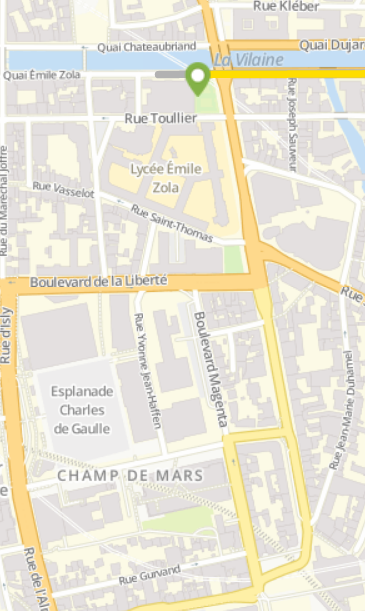 Rue Kléber
Quai Chateaubriand
Quai Dujar
La Vilaine
Quai Émile Zola
Rue Joseph Sauveur
Rue Toullier
Rue du Maréchal Joffre
Lycée Émile
Zola
Rue Vasselot
Rue Saint-Thomas
Boulevard de la Liberté
Rue
Rue d'Isly
Rue Yvonne Jean-Haffen
Boulevard Magenta
Rue Jean-Marie Duhamel
Esplanade
Charles
de Gaulle
CHAMP DE MARS
e
Rue de l'Al
Rue Gurvand